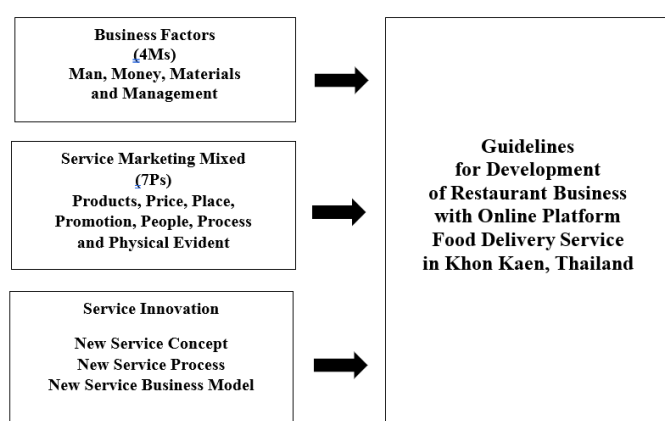 Business Factors
(4Ms)
Man, Money, Materials
and Management
Service Marketing Mixed
(7Ps)
Products, Price, Place,
Promotion, People, Process
and Physical Evident
Service Innovation
New Service Concept
New Service Process
New Service Business Model
Guidelines
for Development
of Restaurant Business
with Online Platform
Food Delivery Service
in Khon Kaen, Thailand